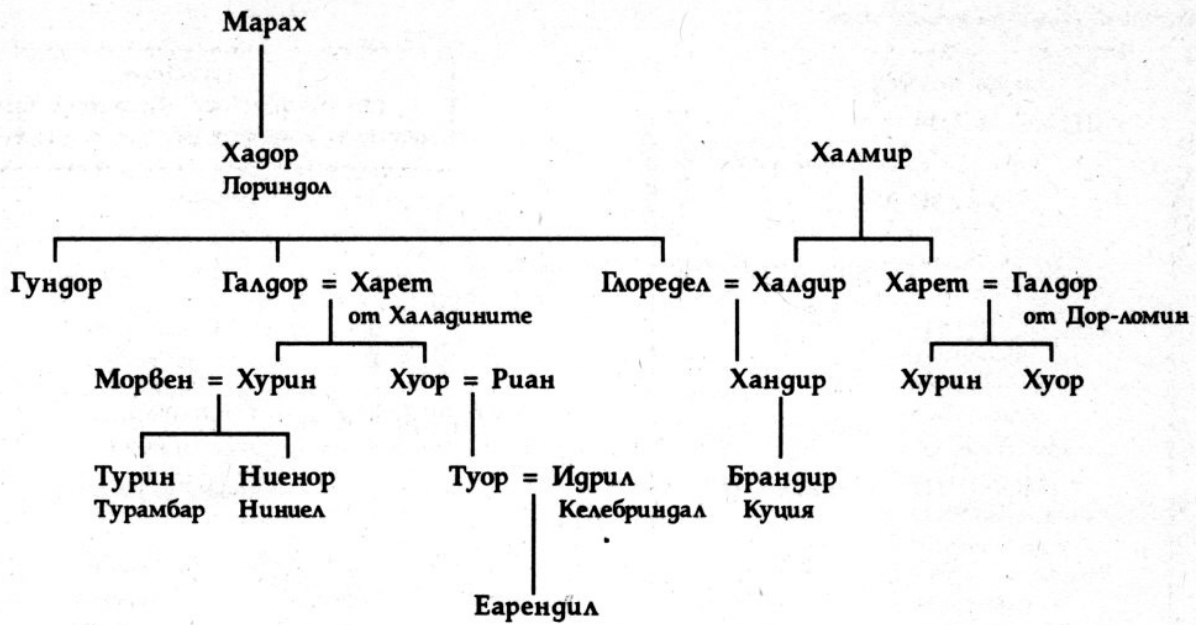 Марах
Хадор Халмир
Лориндол
Гундор Галдор = Харет Глоредел = Халдир Харет = Галдор
от Халадините от Дор-ломин
Морвен = Хурин Хуор = Риан Хандир Хурин Хуор
Турин Ниенор Туор = Идрил Брандир
Турамбар Ниниел Келебриндал Куция
Еарендил